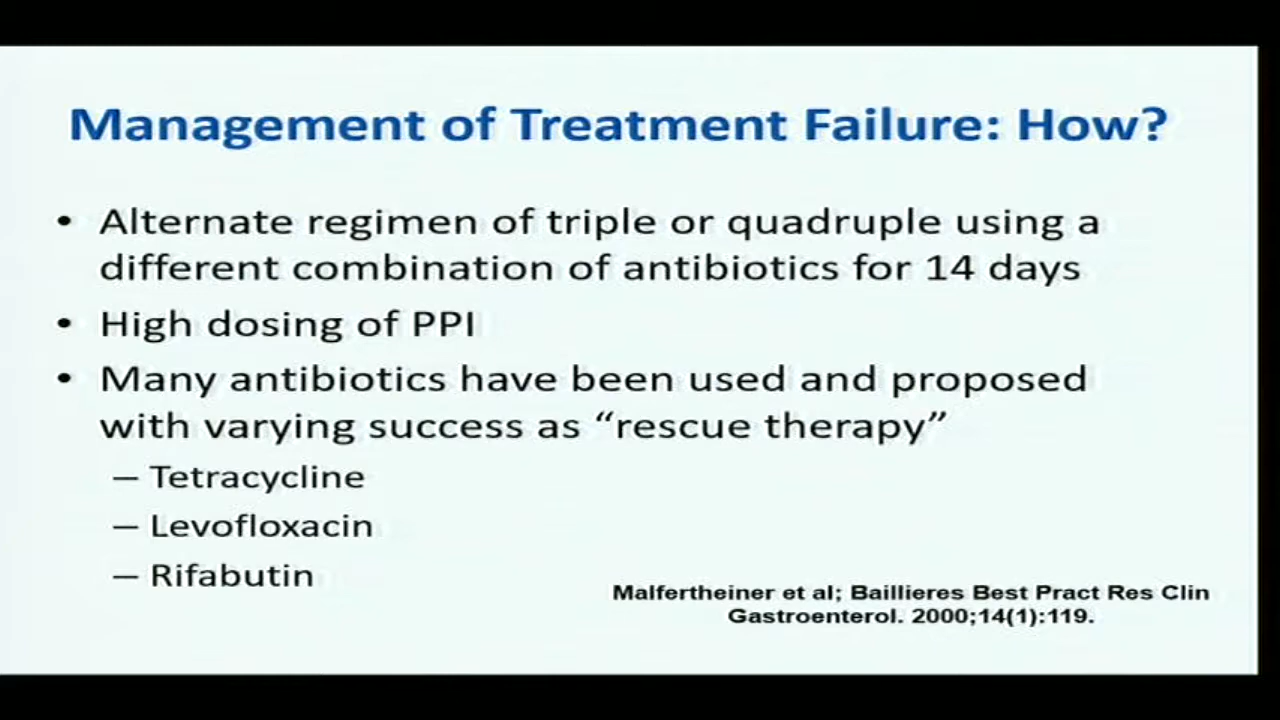 Management of Treatment Failure: How?
• Alternate regimen of triple or quadruple using a
different combination of antibiotics for 14 days
• High dosing of PPI
• Many antibiotics have been used and proposed
with varying success as “rescue therapy”
– Tetracycline
– Levofloxacin
– Rifabutin
Malfertheiner et al; Baillieres Best Pract Res Clin
Gastroenterol. 2000;14(1):119.